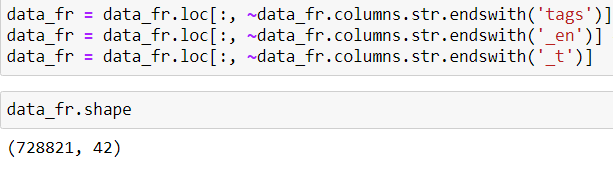 data_fr = data_fr.loc[:, ~data_fr.columns.str.endswith('tags')]
data_fr = data_fr.loc[:, ~data_fr.columns.str.endswith('_en')]
data_fr = data_fr.loc[:, ~data_fr.columns.str.endswith('_t')]
data_fr.shape
(728821, 42)